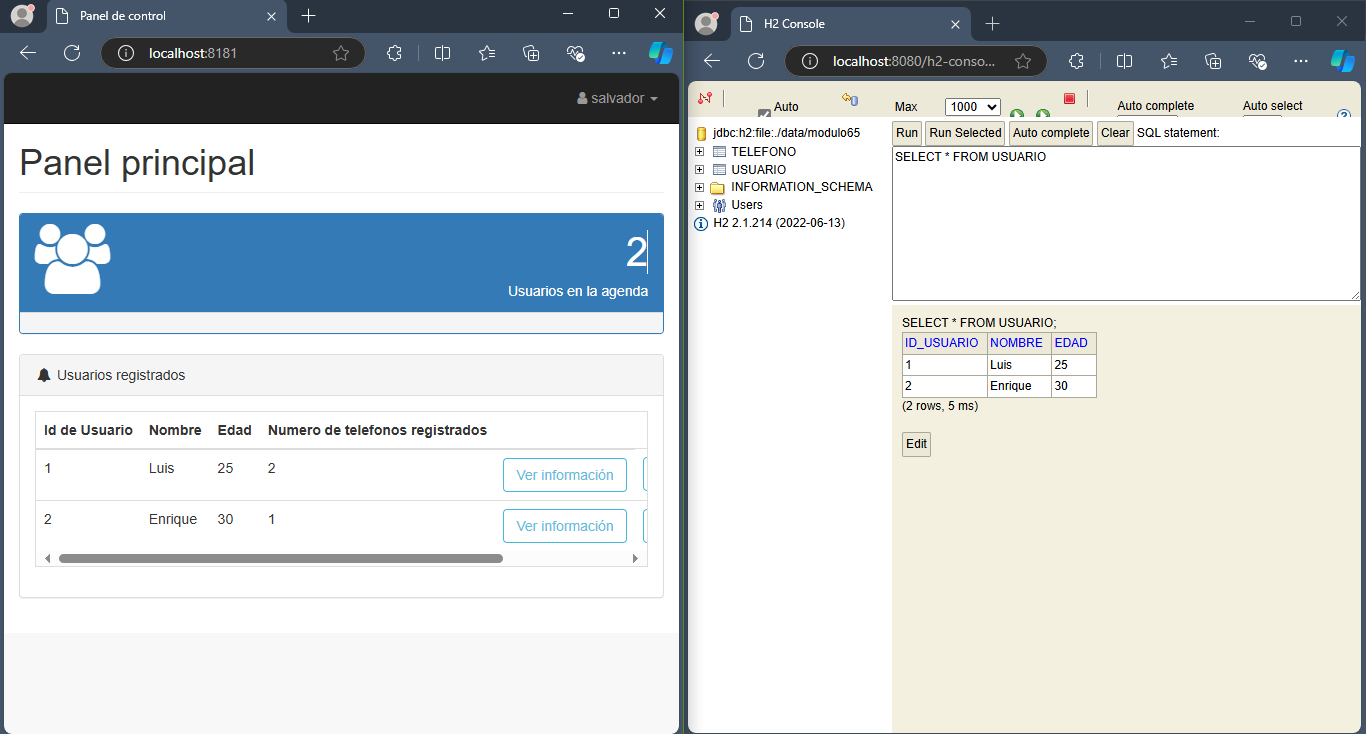 Panel de control
localhost:8181
salvador
Panel principal
2
Usuarios en la agenda
Usuarios registrados
Id de Usuario Nombre Edad Numero de telefonos registrados
1 Luis 25 2 Ver información
2 Enrique 30 1 Ver información
H2 Console
localhost:8080/h2-conso...
Auto Max 1000 Auto complete Auto select
jdbc:h2:file:./data/modulo65
TELEFONO
USUARIO
INFORMATION_SCHEMA
Users
H2 2.1.214 (2022-06-13)
Run Run Selected Auto complete Clear SQL statement:
SELECT * FROM USUARIO
SELECT * FROM USUARIO;
ID_USUARIO NOMBRE EDAD
1 Luis 25
2 Enrique 30
(2 rows, 5 ms)
Edit